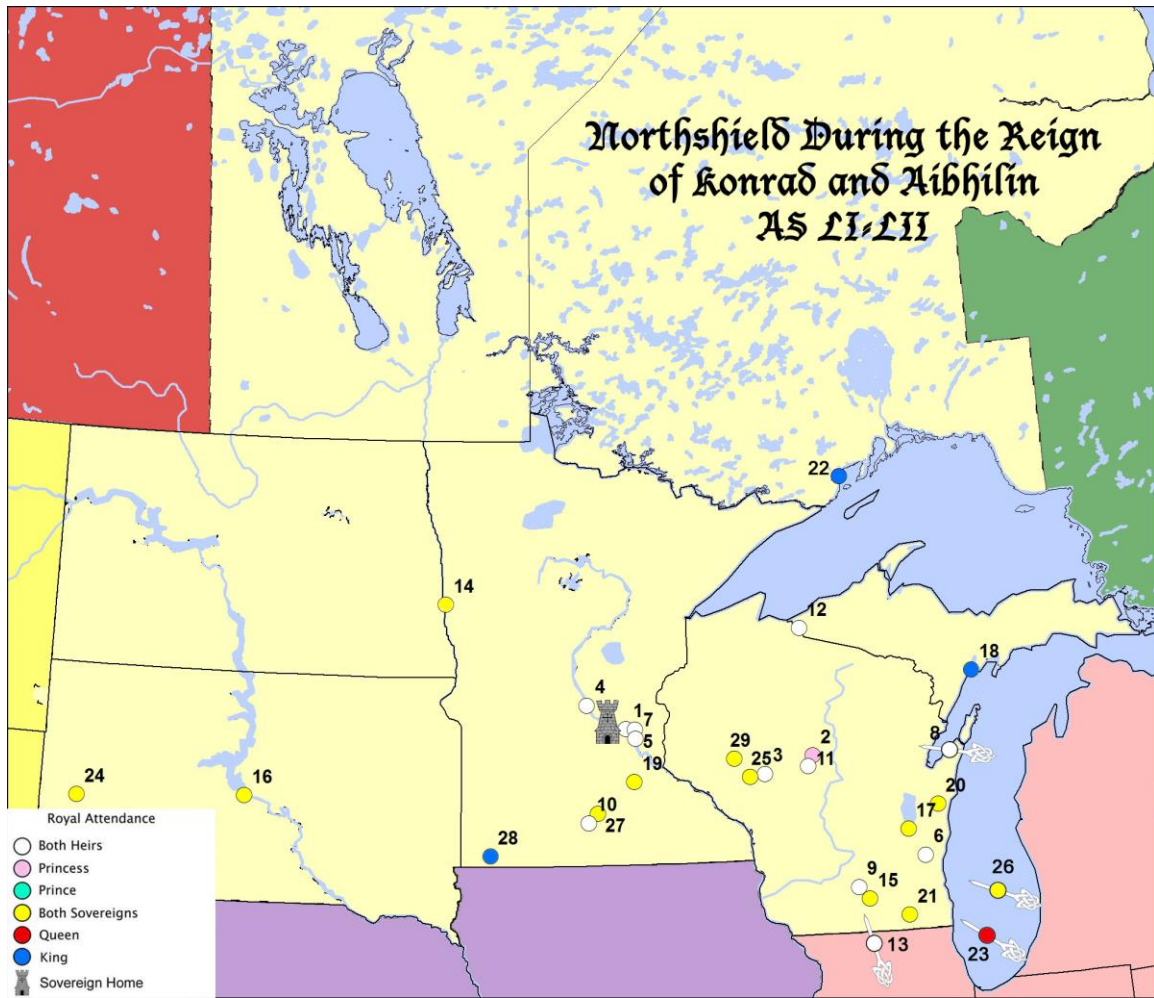 Northshield During the Reign
of Konrad and Aibhilin
AS LI-LII
22
14
12
18
4
1
7
5
2
8
29
25
3
11
19
24
16
20
10
17
27
6
28
9
15
26
21
13
23
Royal Attendance
Both Heirs
Princess
Prince
Both Sovereigns
Queen
King
Sovereign Home